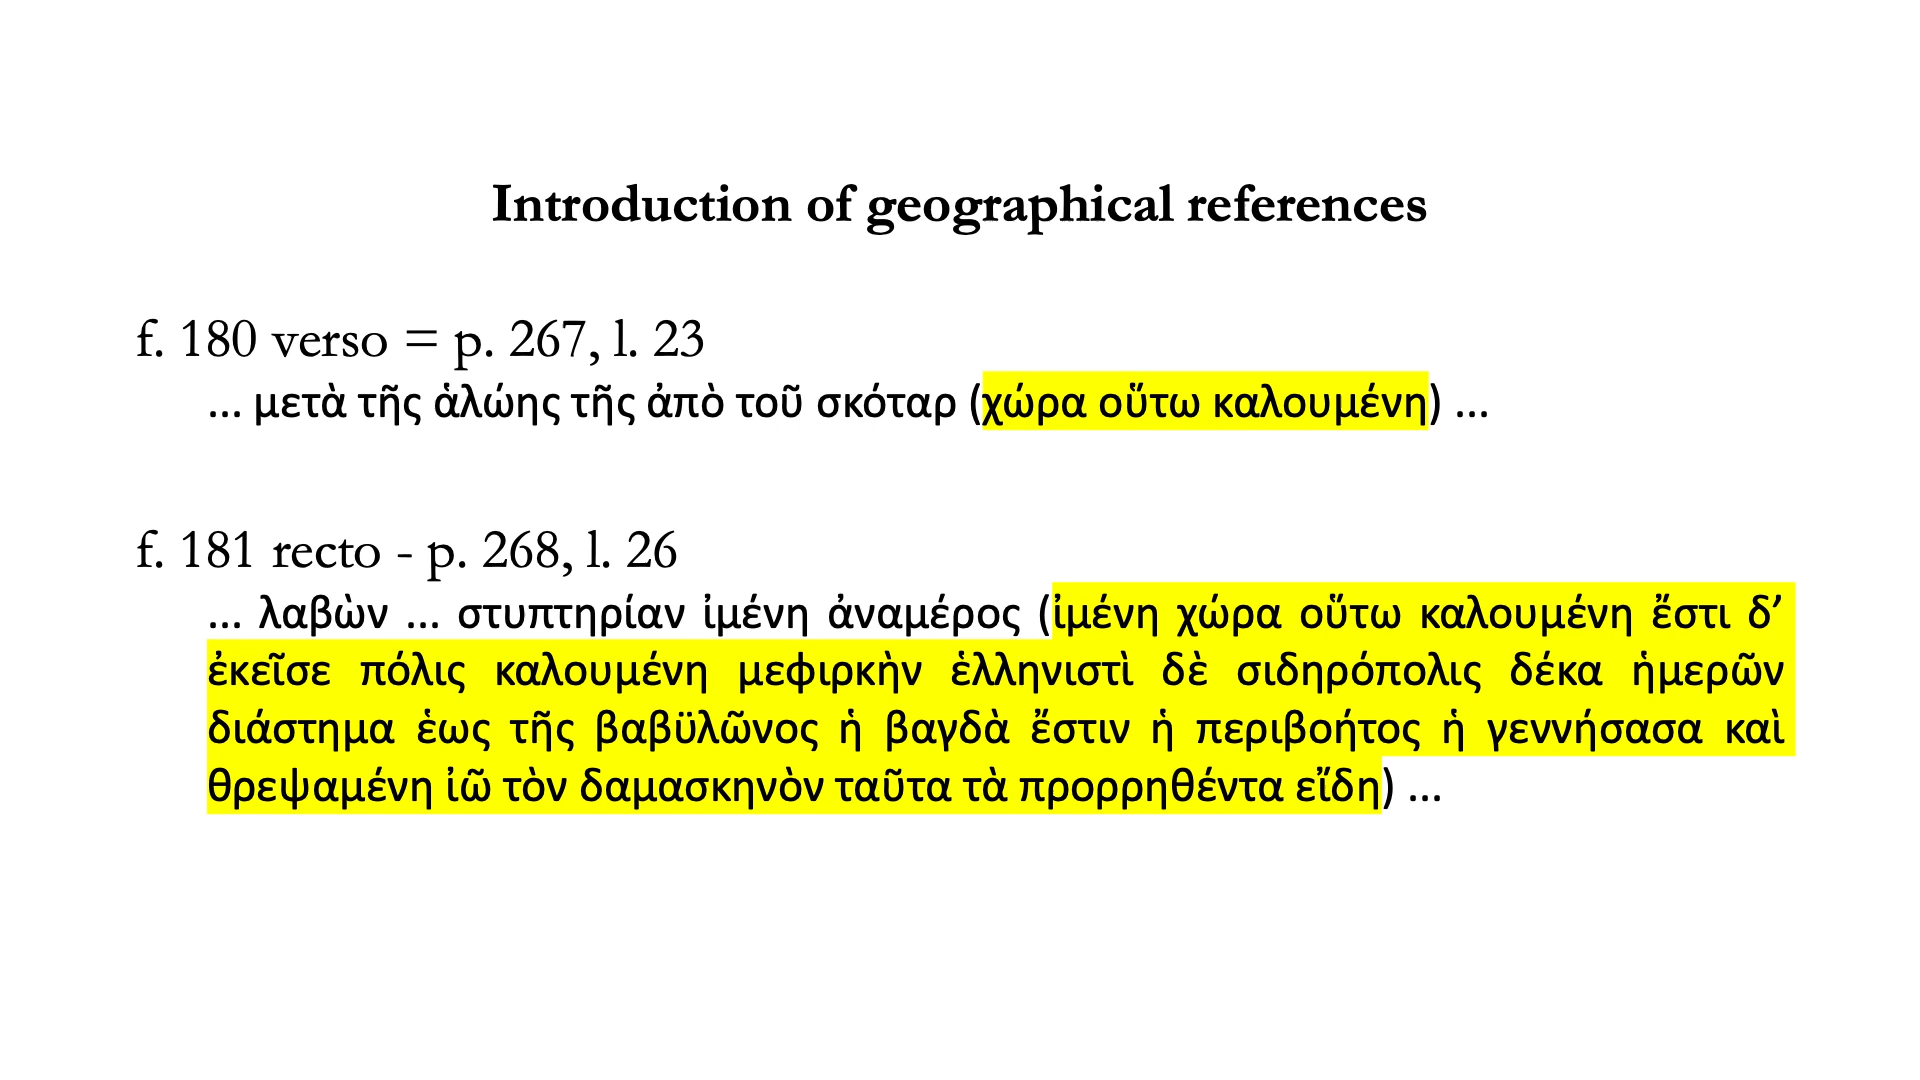 Introduction of geographical references
f. 180 verso = p. 267, l. 23
... μετὰ τῆς ἁλώης τῆς ἀπὸ τοῦ σκόταρ (χώρα οὕτω καλουμένη) ...
f. 181 recto - p. 268, l. 26
... λαβὼν ... στυπτηρίαν ἰμένη ἀναμέρος (ἰμένη χώρα οὕτω καλουμένη ἔστι δ’
ἐκεῖσε πόλις καλουμένη μεφιρκὴν ἑλληνιστὶ δὲ σιδηρόπολις δέκα ἡμερῶν
διάστημα ἑως τῆς βαβϋλῶνος ἡ βαγδὰ ἔστιν ἡ περιβοήτος ἡ γεννήσασα καὶ
θρεψαμένη ἰῶ τὸν δαμασκηνὸν ταῦτα τὰ προρρηθέντα εἴδη) ...